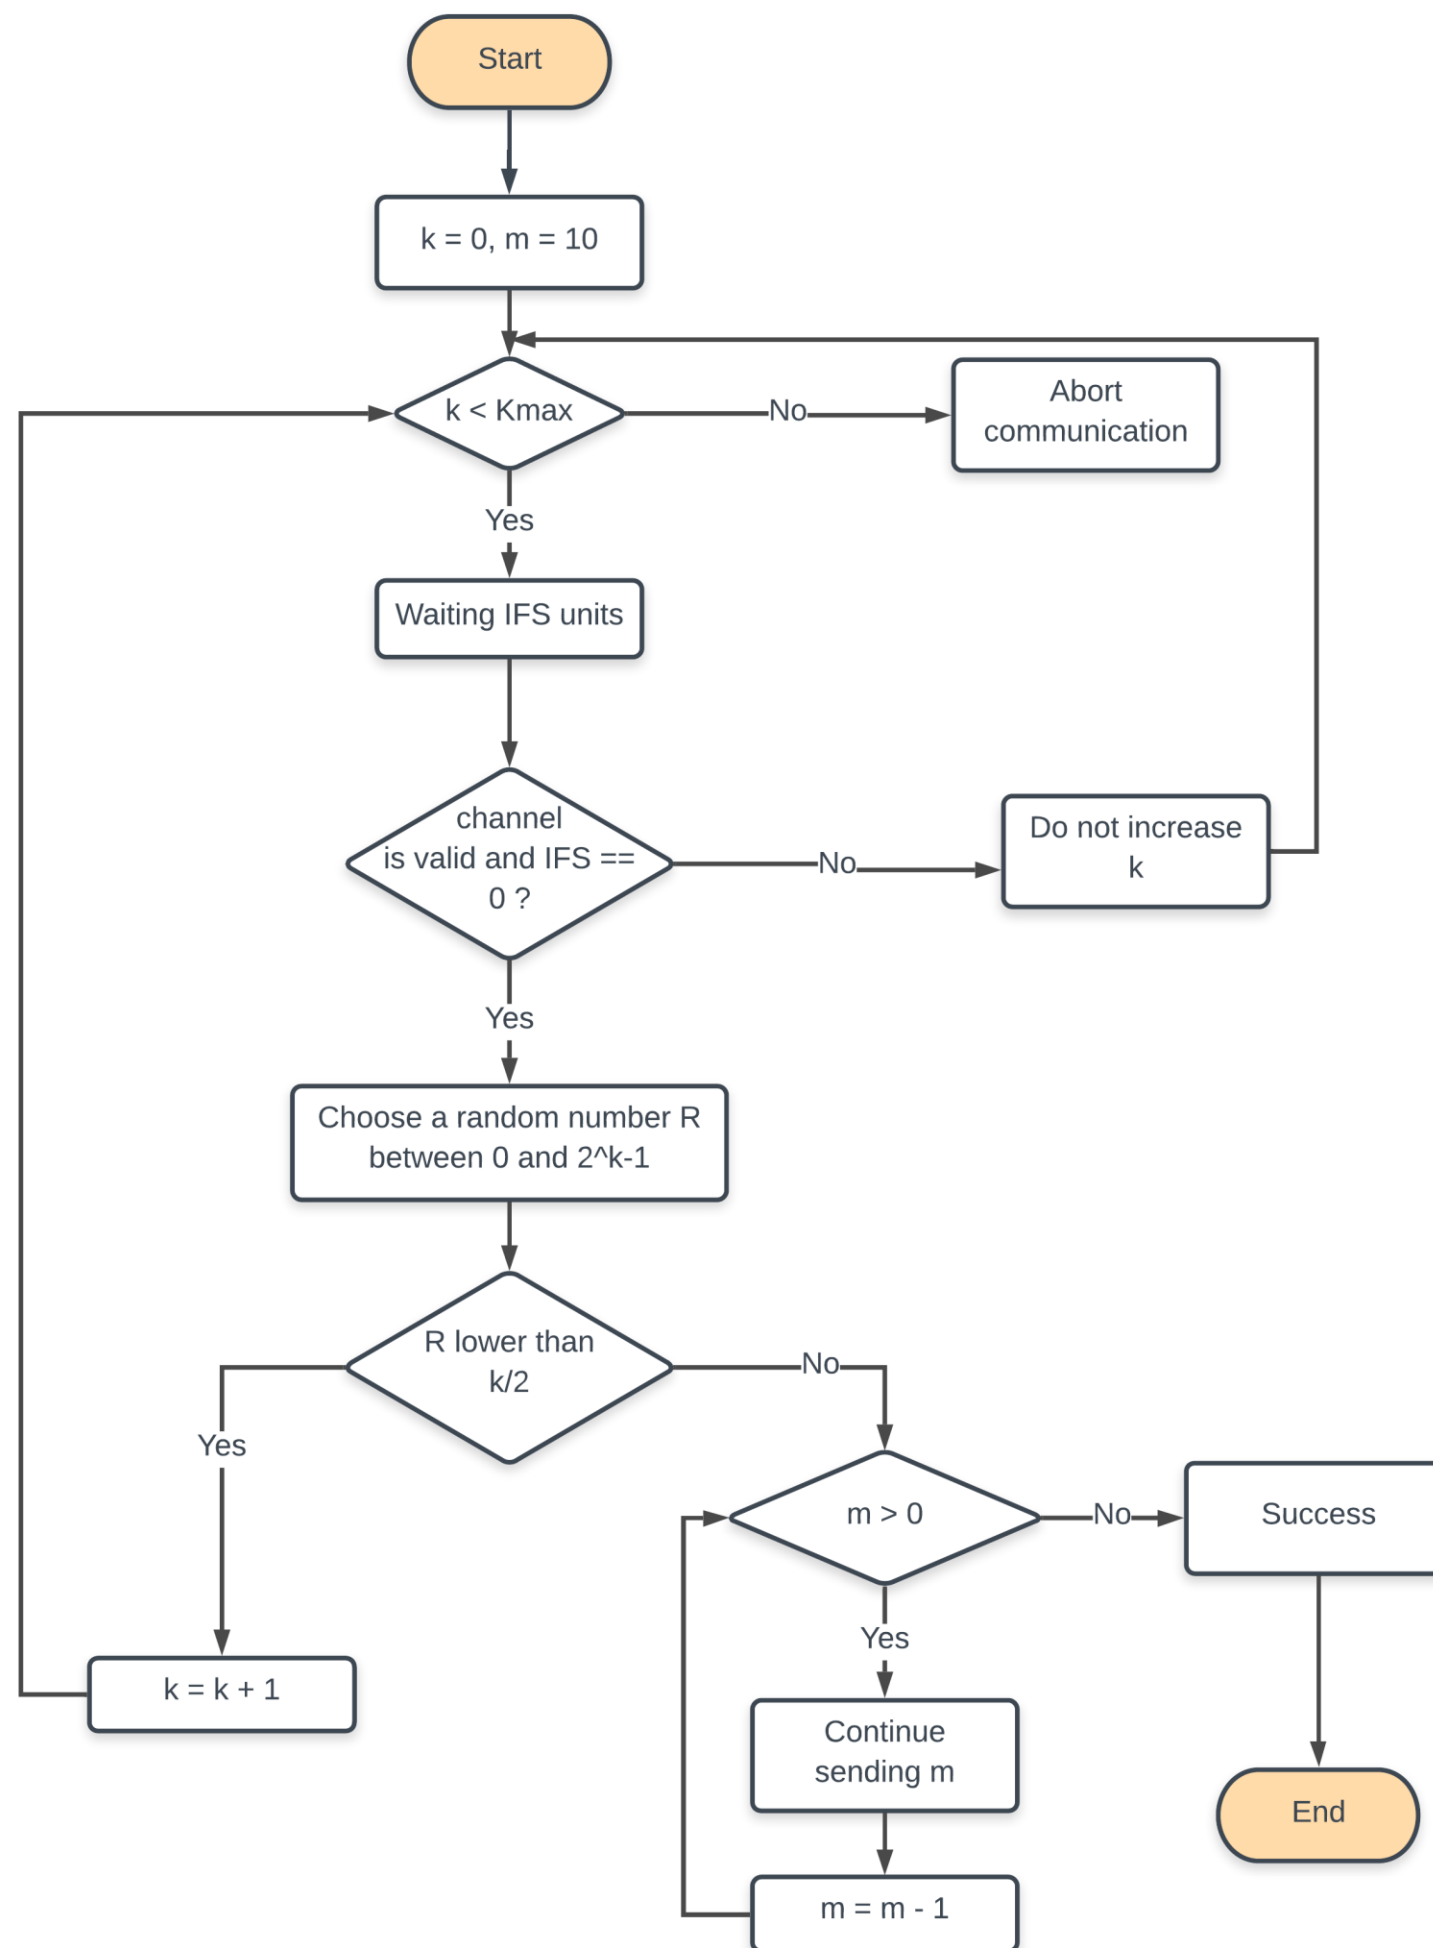 Start
k = 0, m = 10
k < Kmax
No
Abort
communication
Yes
Waiting IFS units
channel
is valid and IFS ==
0 ?
No
Do not increase
k
Yes
Choose a random number R
between 0 and 2^k-1
R lower than
k/2
No
Yes
m > 0
No
Success
Yes
k = k + 1
Continue
sending m
End
m = m - 1